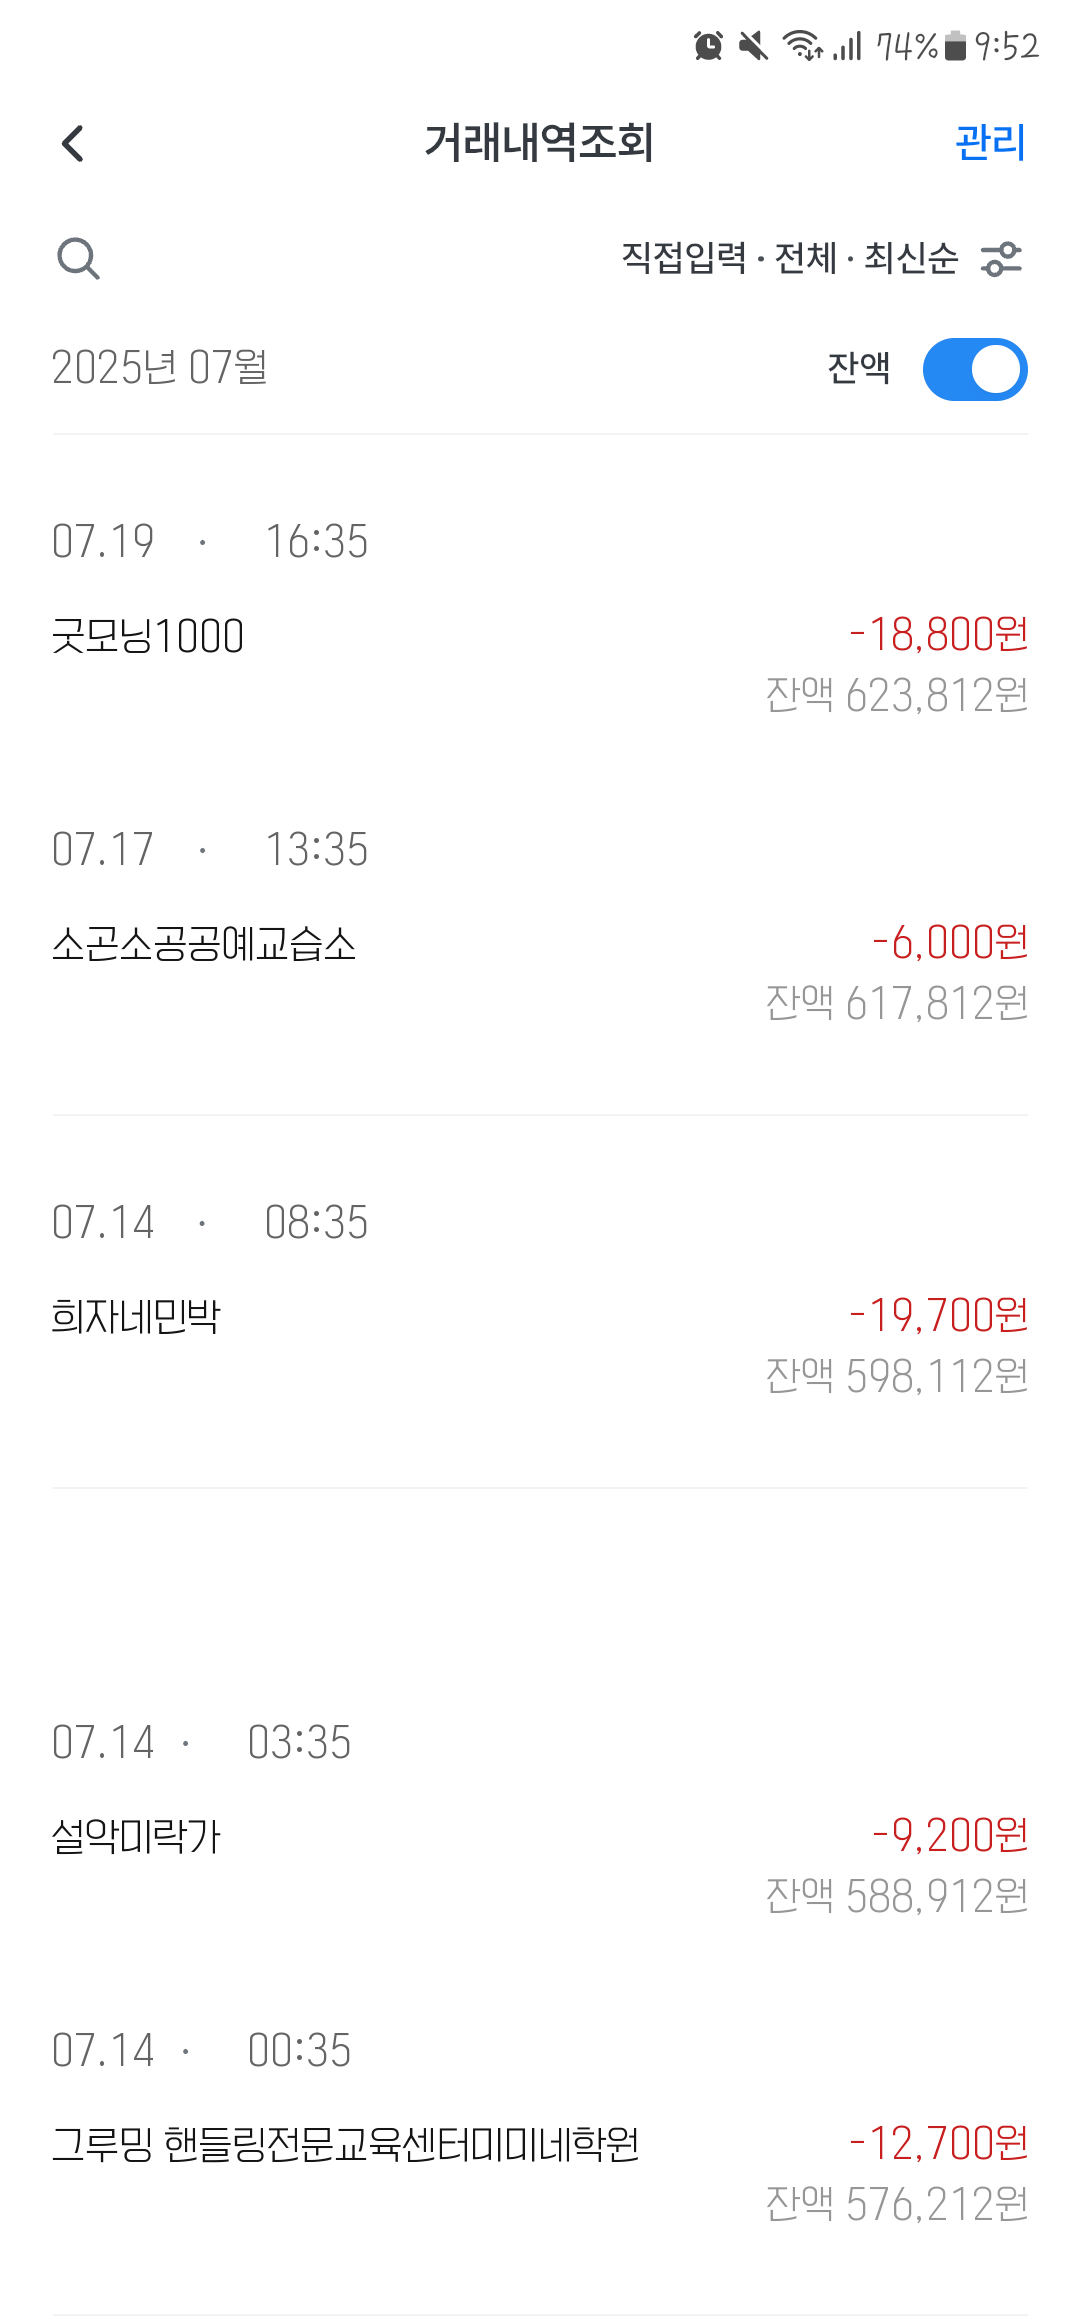 74% 9:52
거래내역조회 관리
직접입력 · 전체 · 최신순
2025년 07월 잔액
07.19 · 16:35
굿모닝1000 -18,800원
잔액 623,812원
07.17 · 13:35
소곤소공공예교습소 -6,000원
잔액 617,812원
07.14 · 08:35
희자네민박 -19,700원
잔액 598,112원
07.14 · 03:35
설악미락가 -9,200원
잔액 588,912원
07.14 · 00:35
그루밍 핸들링전문교육센터미미네학원 -12,700원
잔액 576,212원